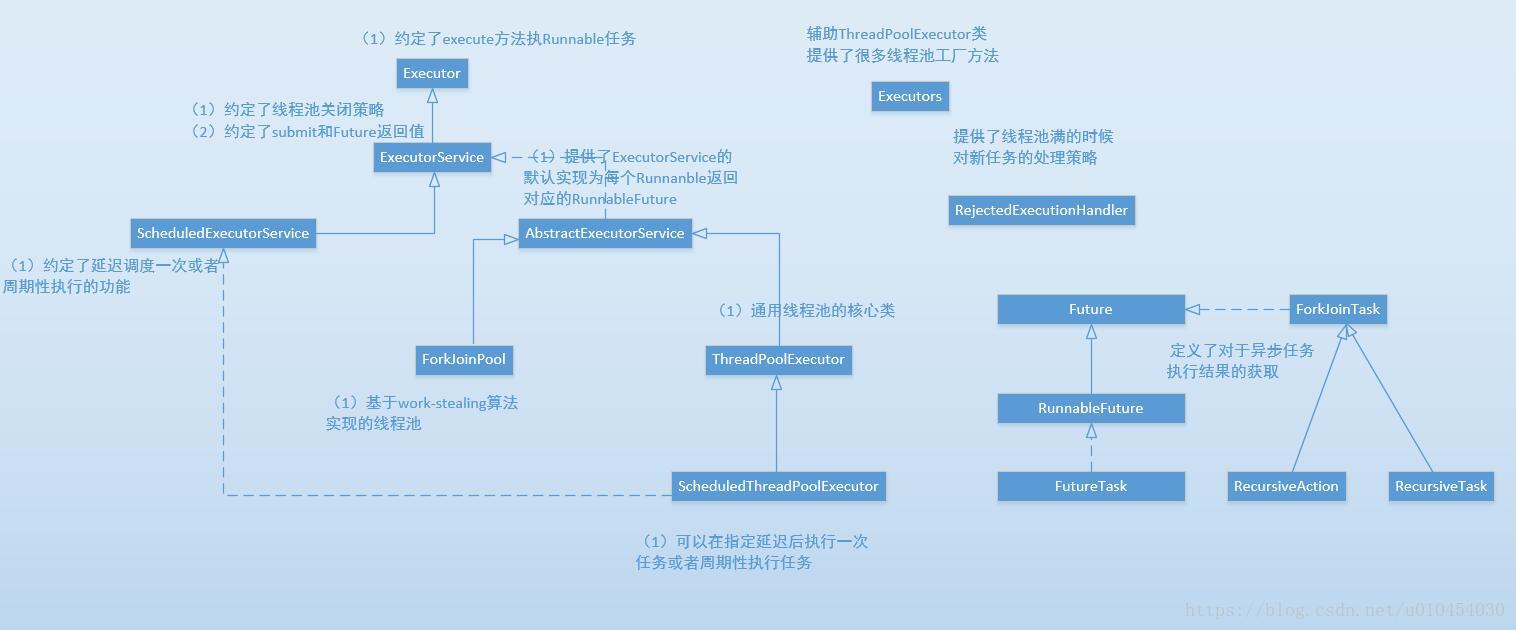 （1）约定了execute方法执Runnable任务
Executor
（1）约定了线程池关闭策略
（2）约定了submit和Future返回值
ExecutorService
（1）提供了ExecutorService的
默认实现为每个Runnanble返回
对应的RunnableFuture
ScheduledExecutorService
AbstractExecutorService
（1）约定了延迟调度一次或者
周期性执行的功能
（1）通用线程池的核心类
ForkJoinPool
ThreadPoolExecutor
（1）基于work-stealing算法
实现的线程池
ScheduledThreadPoolExecutor
（1）可以在指定延迟后执行一次
任务或者周期性执行任务
辅助ThreadPoolExecutor类
提供了很多线程池工厂方法
Executors
提供了线程池满的时候
对新任务的处理策略
RejectedExecutionHandler
Future
ForkJoinTask
定义了对于异步任务
执行结果的获取
RunnableFuture
FutureTask
RecursiveAction
RecursiveTask
https://blog.csdn.net/u010454030